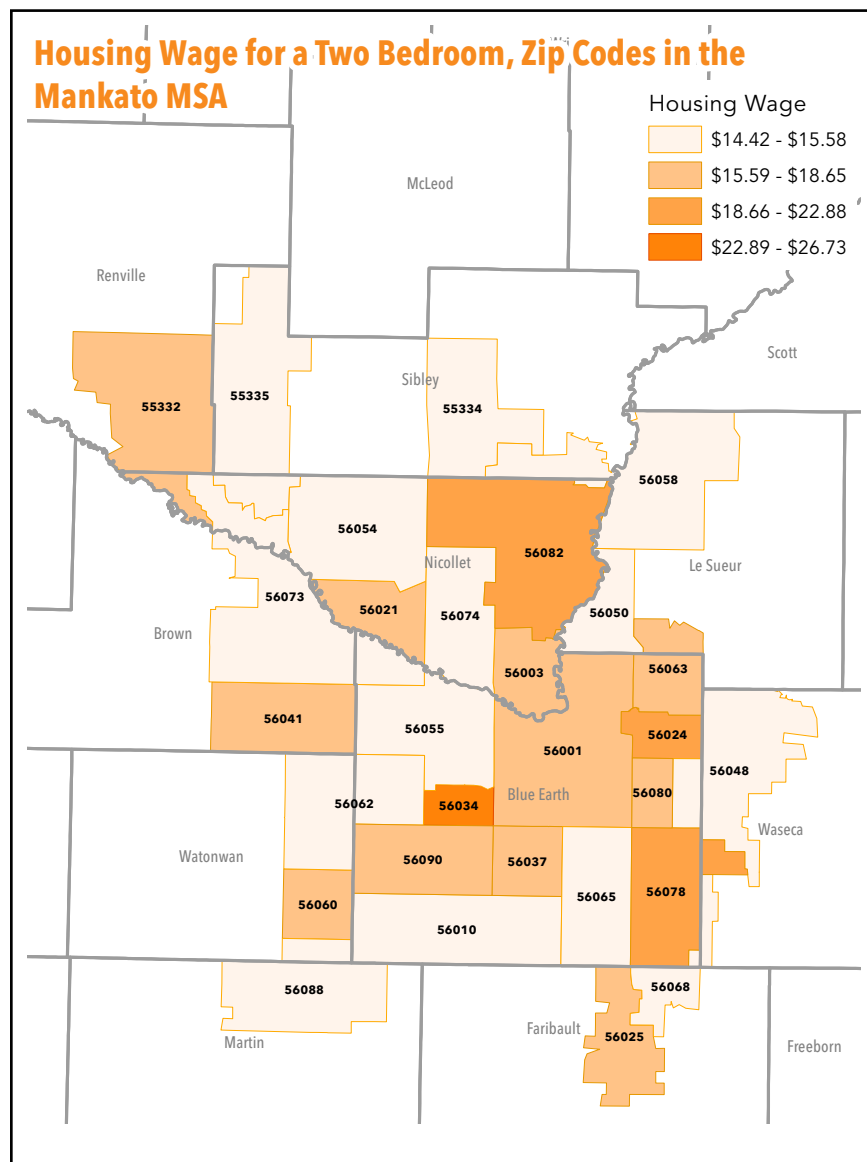 Housing Wage for a Two Bedroom, Zip Codes in the
Mankato MSA
Housing Wage
$14.42 - $15.58
$15.59 - $18.65
$18.66 - $22.88
$22.89 - $26.73
McLeod
Renville
Scott
Sibley
55332
55335
55334
56058
56054
56082
Nicollet
Le Sueur
56073
56021
56074
56050
Brown
56003
56063
56041
56055
56001
56024
56048
56062
56034
Blue Earth
56080
Waseca
Watonwan
56090
56037
56060
56065
56078
56010
56088
56068
Martin
Faribault
56025
Freeborn